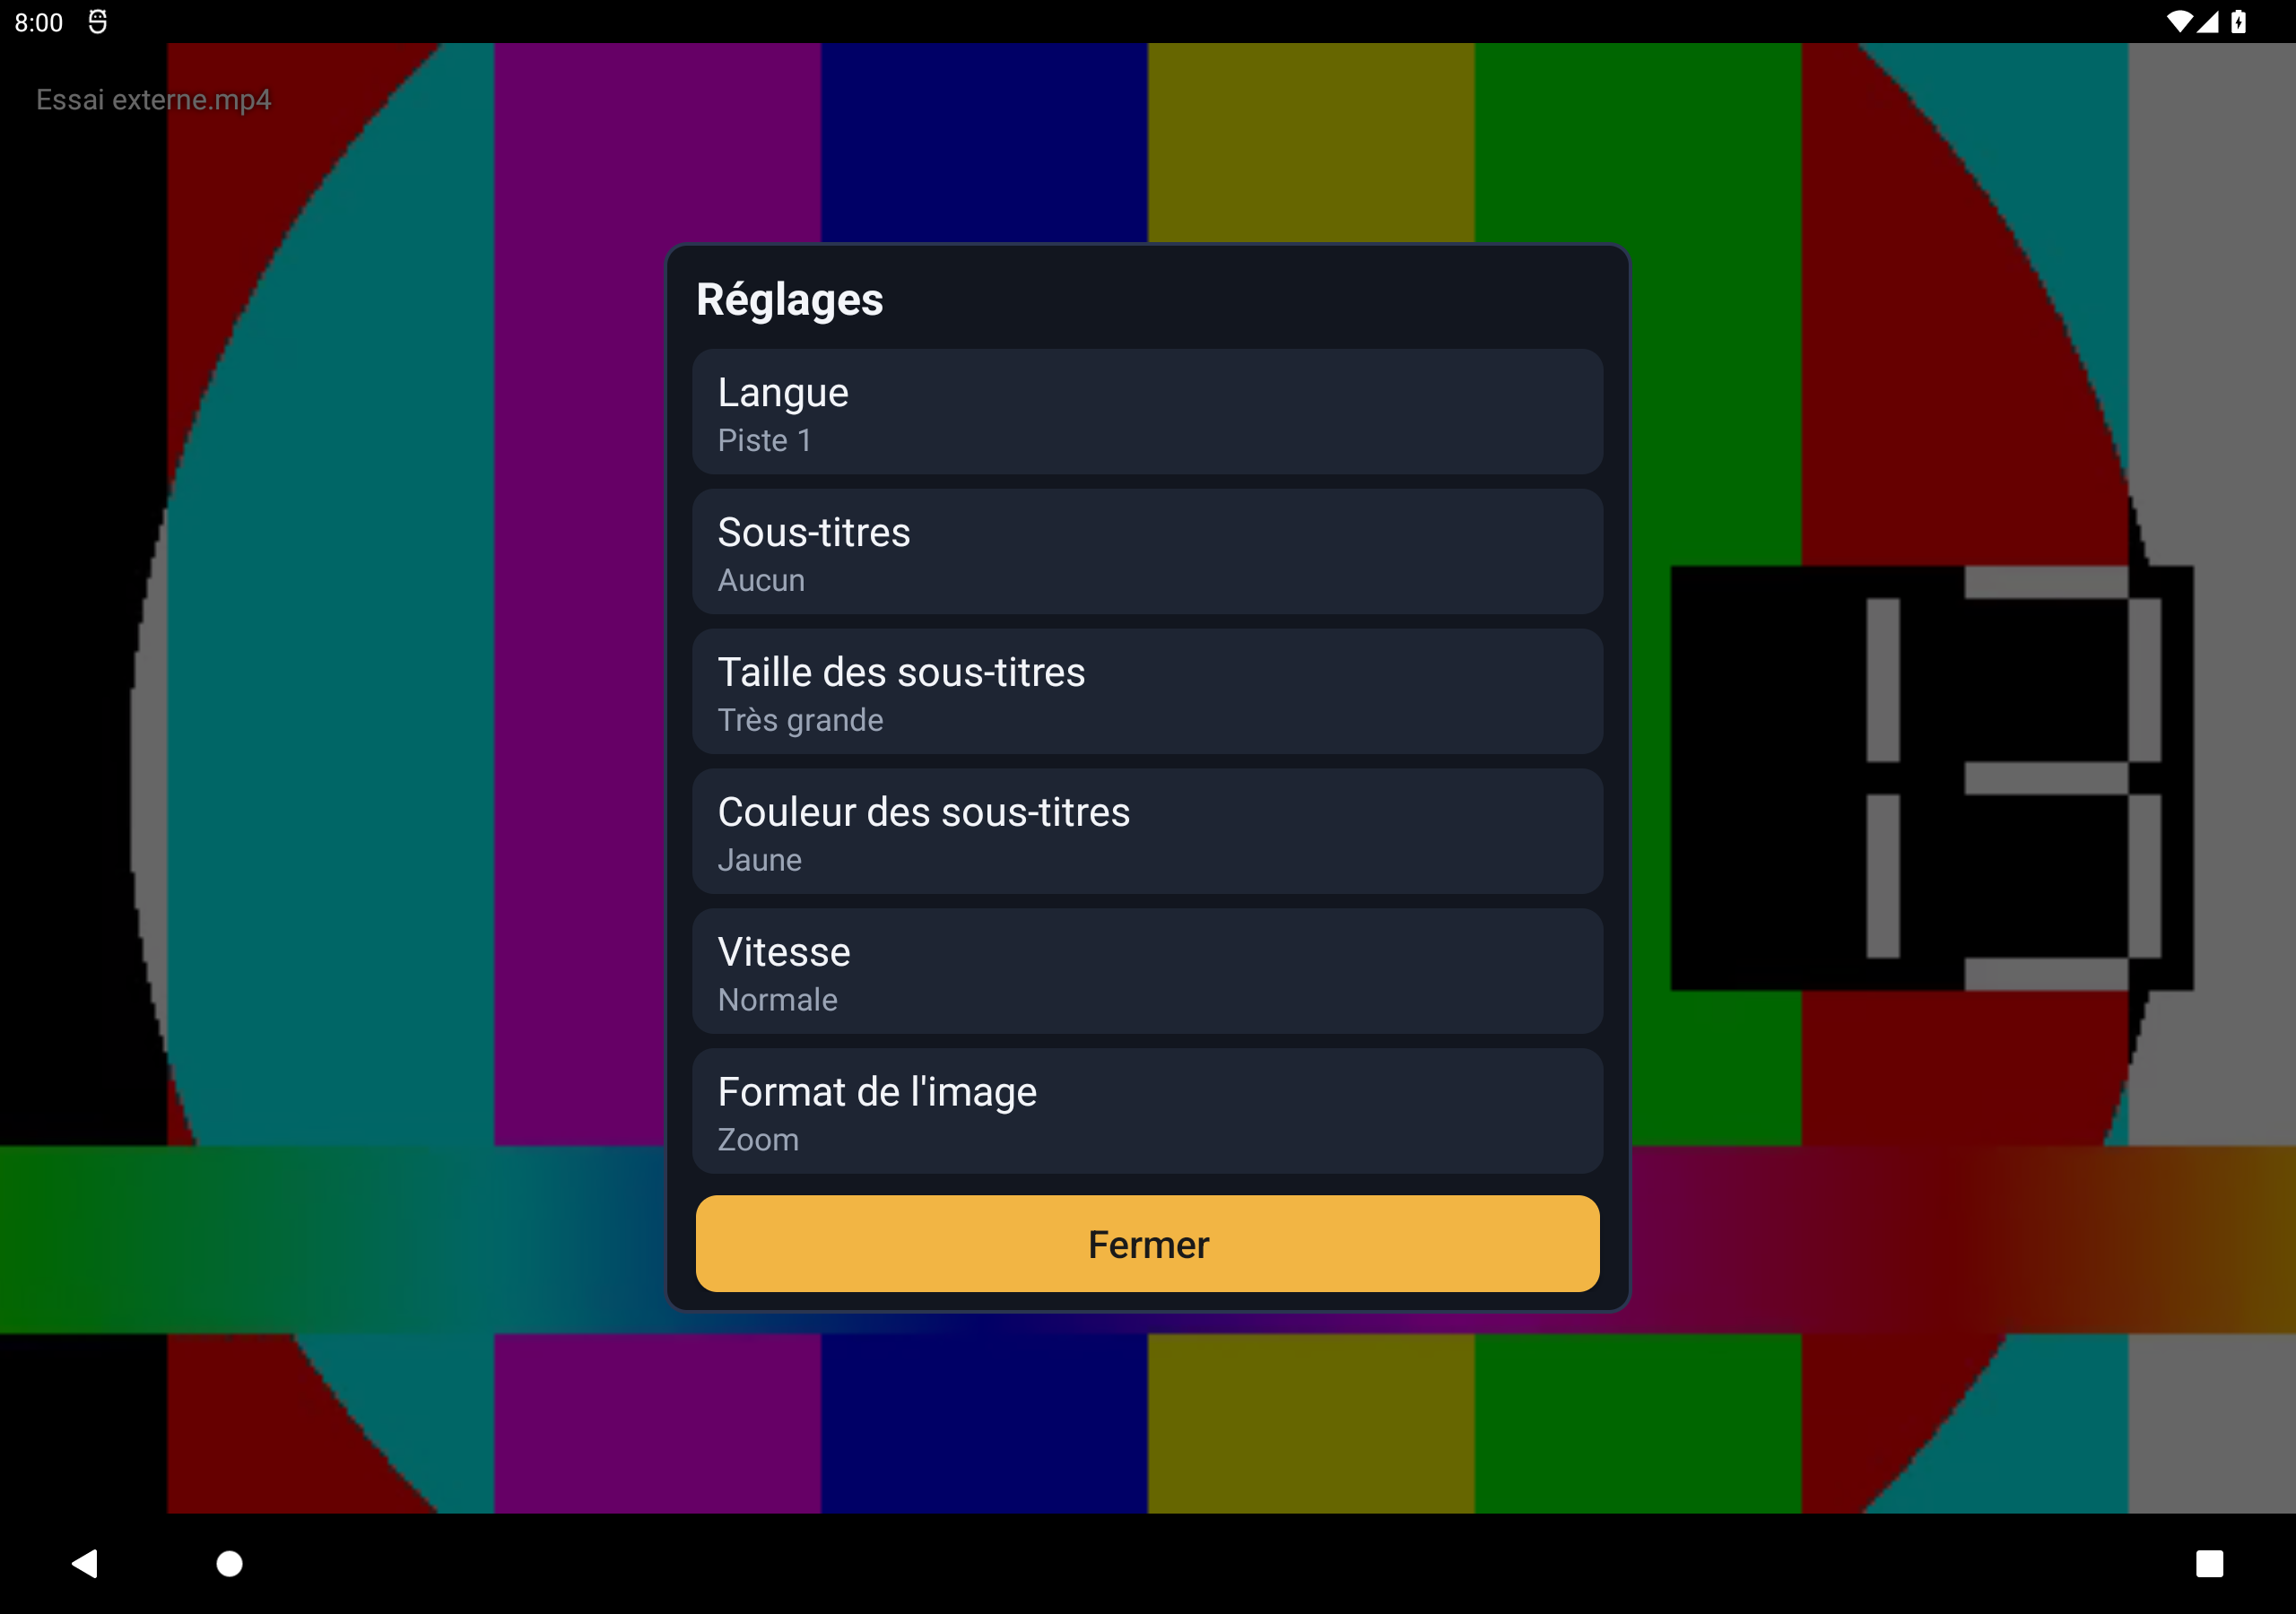 8:00
Essai externe.mp4
Réglages
Langue
Piste 1
Sous-titres
Aucun
Taille des sous-titres
Très grande
Couleur des sous-titres
Jaune
Vitesse
Normale
Format de l'image
Zoom
Fermer